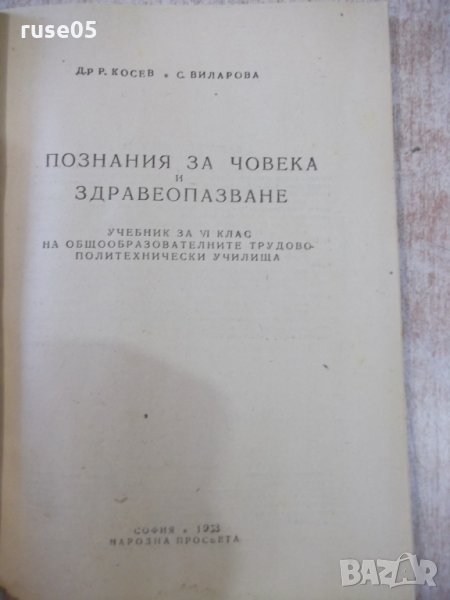 ruse05
Д-р Р. КОСЕВ • С. ВИЛАРОВА
ПОЗНАНИЯ ЗА ЧОВЕКА
И
ЗДРАВЕОПАЗВАНЕ
УЧЕБНИК ЗА VI КЛАС
НА ОБЩООБРАЗОВАТЕЛНИТЕ ТРУДОВО-
ПОЛИТЕХНИЧЕСКИ УЧИЛИЩА
СОФИЯ •
НАРОДНА ПРОСВЕТА
BAZAR
.bg